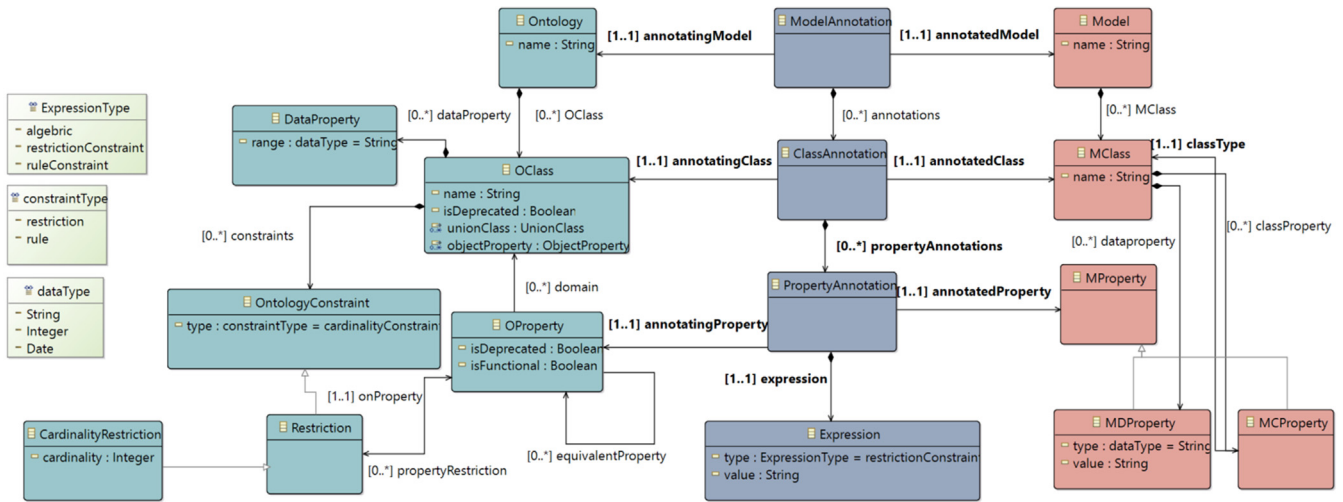 Ontology
name : String
[1..1] annotatingModel
ModelAnnotation
[1..1] annotatedModel
Model
name : String
ExpressionType
algebric
restrictionConstraint
ruleConstraint
constraintType
restriction
rule
dataType
String
Integer
Date
DataProperty
range : dataType = String
[0..*] dataProperty
[0..*] OClass
[0..*] annotations
[0..*] MClass
OClass
name : String
isDeprecated : Boolean
unionClass : UnionClass
objectProperty : ObjectProperty
[1..1] annotatingClass
ClassAnnotation
[1..1] annotatedClass
MClass
name : String
[1..1] classType
[0..*] constraints
[0..*] domain
[0..*] propertyAnnotations
[0..*] dataproperty
[0..*] classProperty
OntologyConstraint
type : constraintType = cardinalityConstrain
OProperty
isDeprecated : Boolean
isFunctional : Boolean
[1..1] annotatingProperty
PropertyAnnotation
[1..1] annotatedProperty
MProperty
[1..1] onProperty
[1..1] expression
CardinalityRestriction
cardinality : Integer
Restriction
[0..*] propertyRestriction
[0..*] equivalentProperty
Expression
type : ExpressionType = restrictionConstrain
value : String
MDProperty
type : dataType = String
value : String
MCProperty